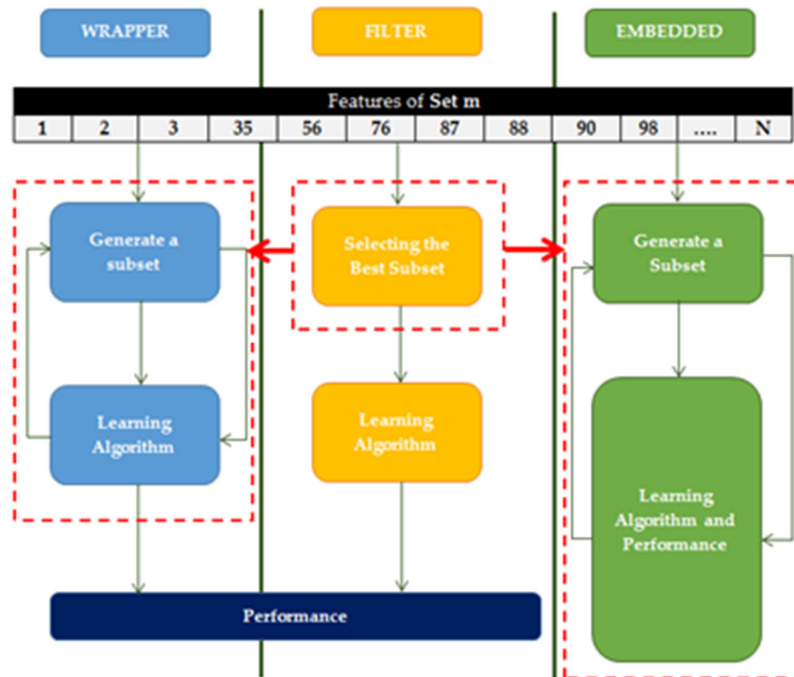 WRAPPER
FILTER
EMBEDDED
Features of Set m
1 2 3 35 56 76 87 88 90 98 .... N
Generate a
subset
Selecting the
Best Subset
Generate a
Subset
Learning
Algorithm
Learning
Algorithm
Learning
Algorithm and
Performance
Performance